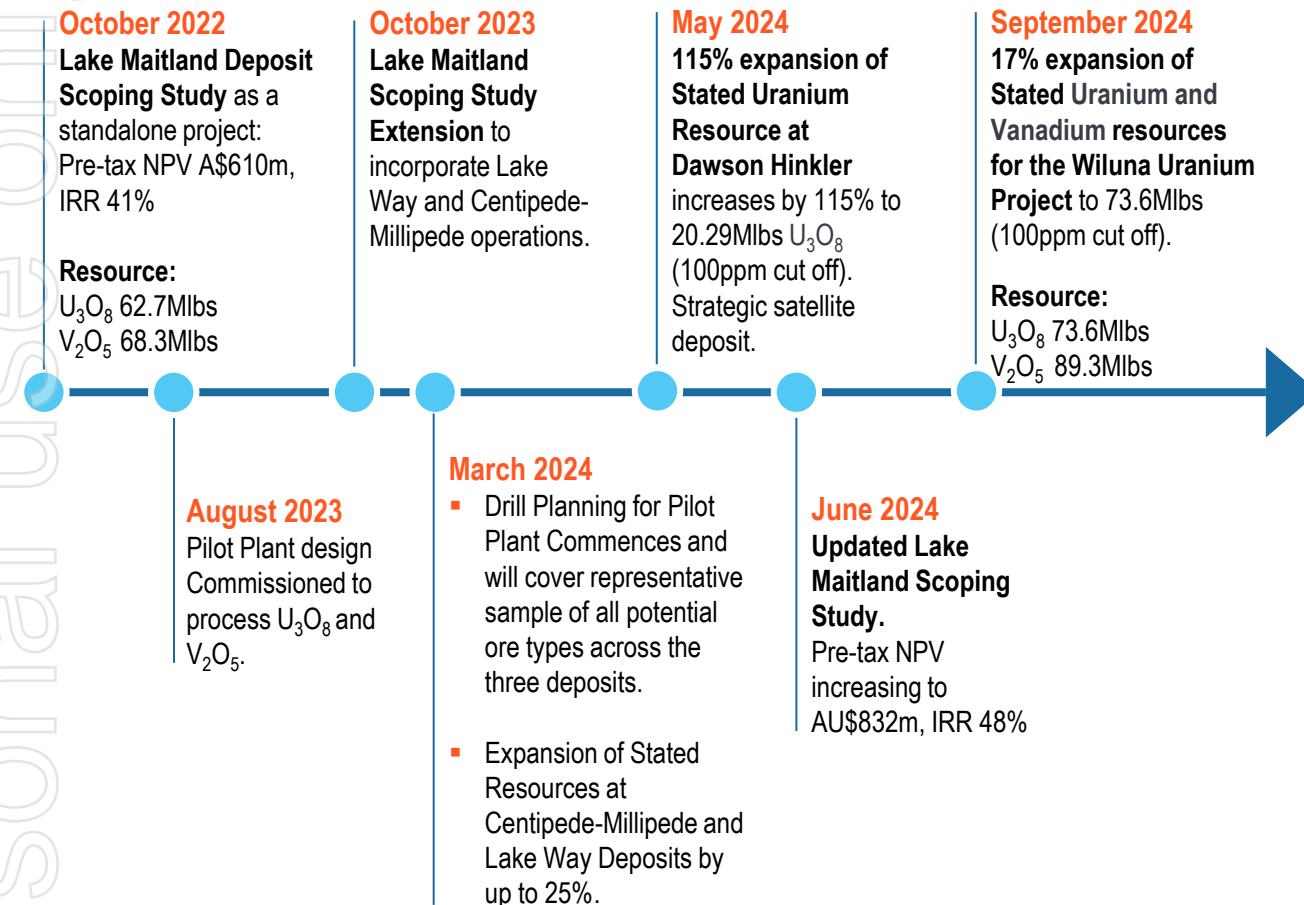 October 2022
Lake Maitland Deposit
Scoping Study as a
standalone project:
Pre-tax NPV A$610m,
IRR 41%
Resource:
U₃O₈ 62.7Mlbs
V₂O₅ 68.3Mlbs
October 2023
Lake Maitland
Scoping Study
Extension to
incorporate Lake
Way and Centipede-
Millipede operations.
May 2024
115% expansion of
Stated Uranium
Resource at
Dawson Hinkler
increases by 115% to
20.29Mlbs U₃O₈
(100ppm cut off).
Strategic satellite
deposit.
September 2024
17% expansion of
Stated Uranium and
Vanadium resources
for the Wiluna Uranium
Project to 73.6Mlbs
(100ppm cut off).
Resource:
U₃O₈ 73.6Mlbs
V₂O₅ 89.3Mlbs
August 2023
Pilot Plant design
Commissioned to
process U₃O₈ and
V₂O₅.
March 2024
▪ Drill Planning for Pilot
Plant Commences and
will cover representative
sample of all potential
ore types across the
three deposits.
▪ Expansion of Stated
Resources at
Centipede-Millipede and
Lake Way Deposits by
up to 25%.
June 2024
Updated Lake
Maitland Scoping
Study.
Pre-tax NPV
increasing to
AU$832m, IRR 48%
use